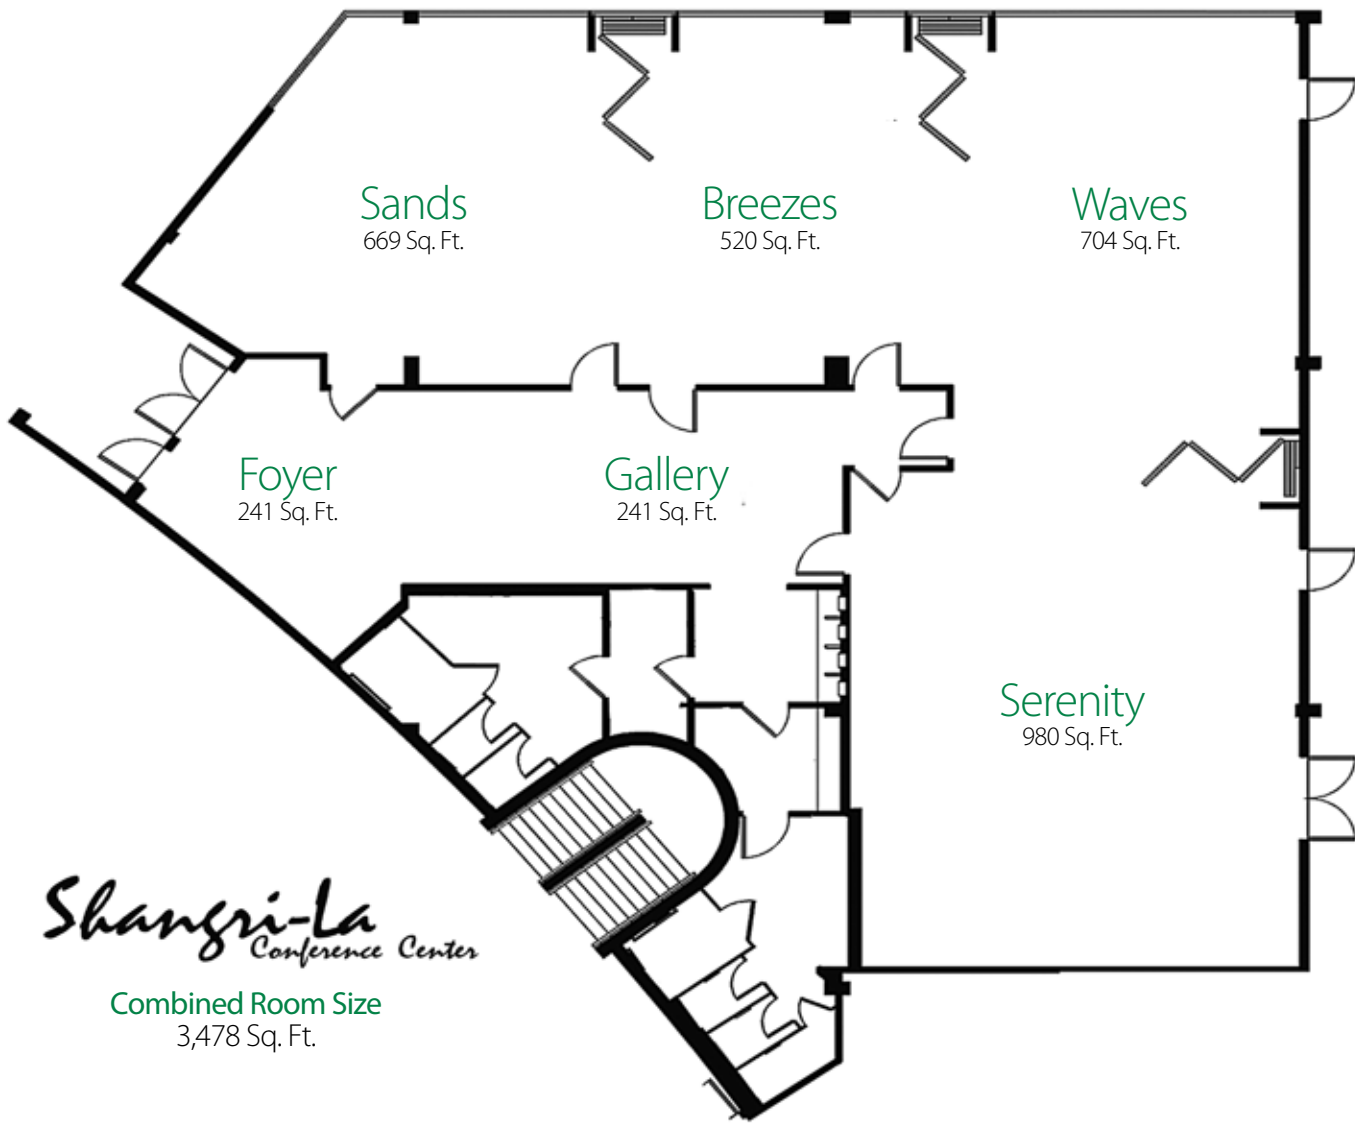 Sands
669 Sq. Ft.
Breezes
520 Sq. Ft.
Waves
704 Sq. Ft.
Foyer
241 Sq. Ft.
Gallery
241 Sq. Ft.
Serenity
980 Sq. Ft.
Shangri-La
Conference Center
Combined Room Size
3,478 Sq. Ft.